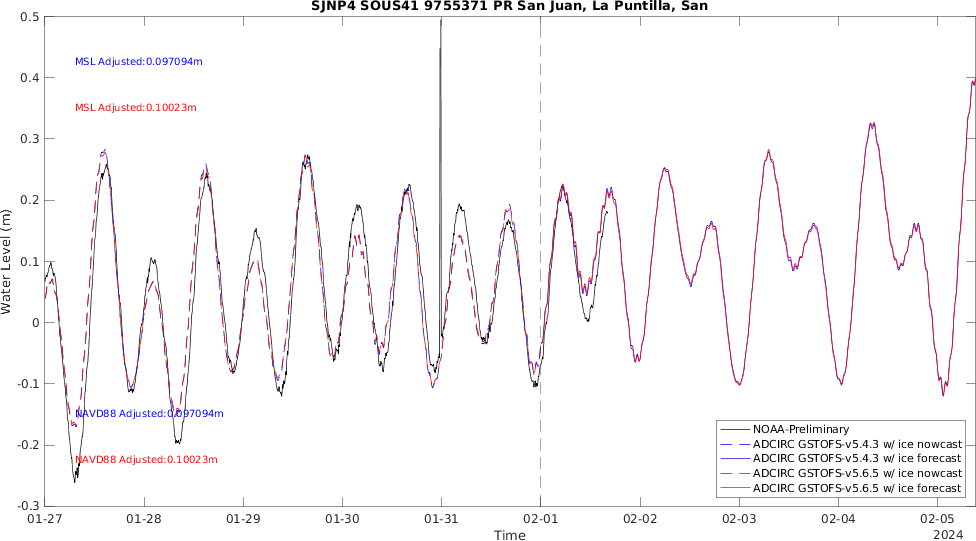 SJNP4 SOUS41 9755371 PR San Juan, La Puntilla, San
0.5
MSL Adjusted:0.097094m
0.4
MSL Adjusted:0.10023m
0.3
0.2
0.1
Water Level (m)
0
-0.1
NAVD88 Adjusted:0.097094m
-0.2
NAVD88 Adjusted:0.10023m
-0.3
NOAA-Preliminary
ADCIRC GSTOFS-v5.4.3 w/ ice nowcast
ADCIRC GSTOFS-v5.4.3 w/ ice forecast
ADCIRC GSTOFS-v5.6.5 w/ ice nowcast
ADCIRC GSTOFS-v5.6.5 w/ ice forecast
01-27 01-28 01-29 01-30 01-31 02-01 02-02 02-03 02-04 02-05
Time
2024